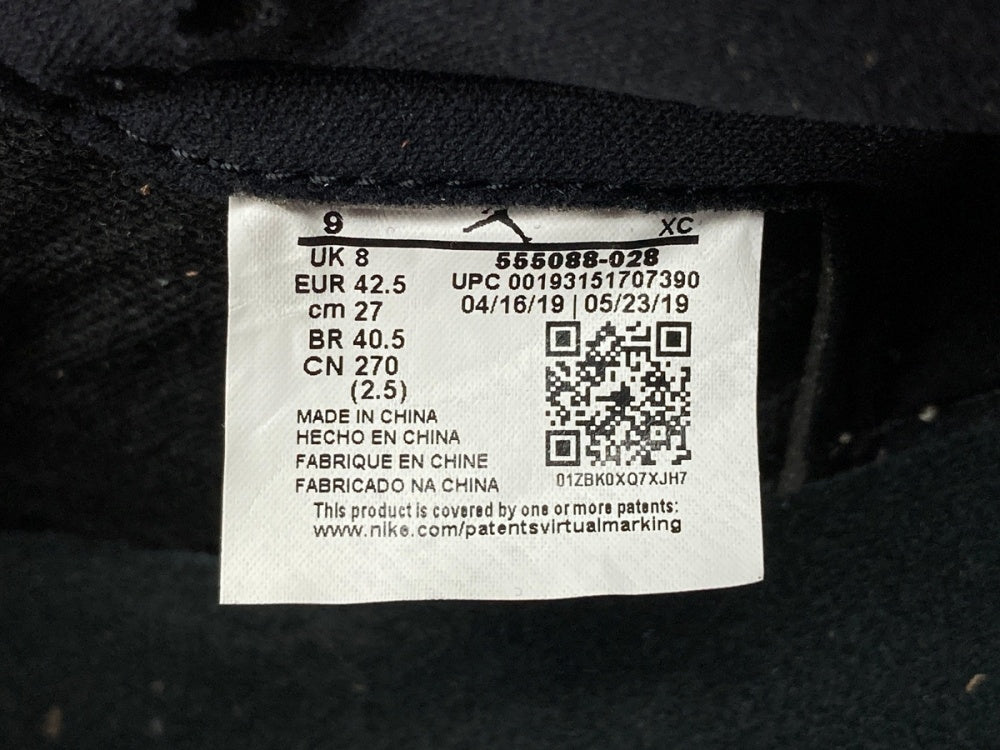 9 XC
UK 8
EUR 42.5
cm 27
BR 40.5
CN 270
(2.5)
555088-028
UPC 00193151707390
04/16/19 | 05/23/19
01ZBK0XQ7XJH7
MADE IN CHINA
HECHO EN CHINA
FABRIQUE EN CHINE
FABRICADO NA CHINA
This product is covered by one or more patents:
www.nike.com/patentsvirtualmarking